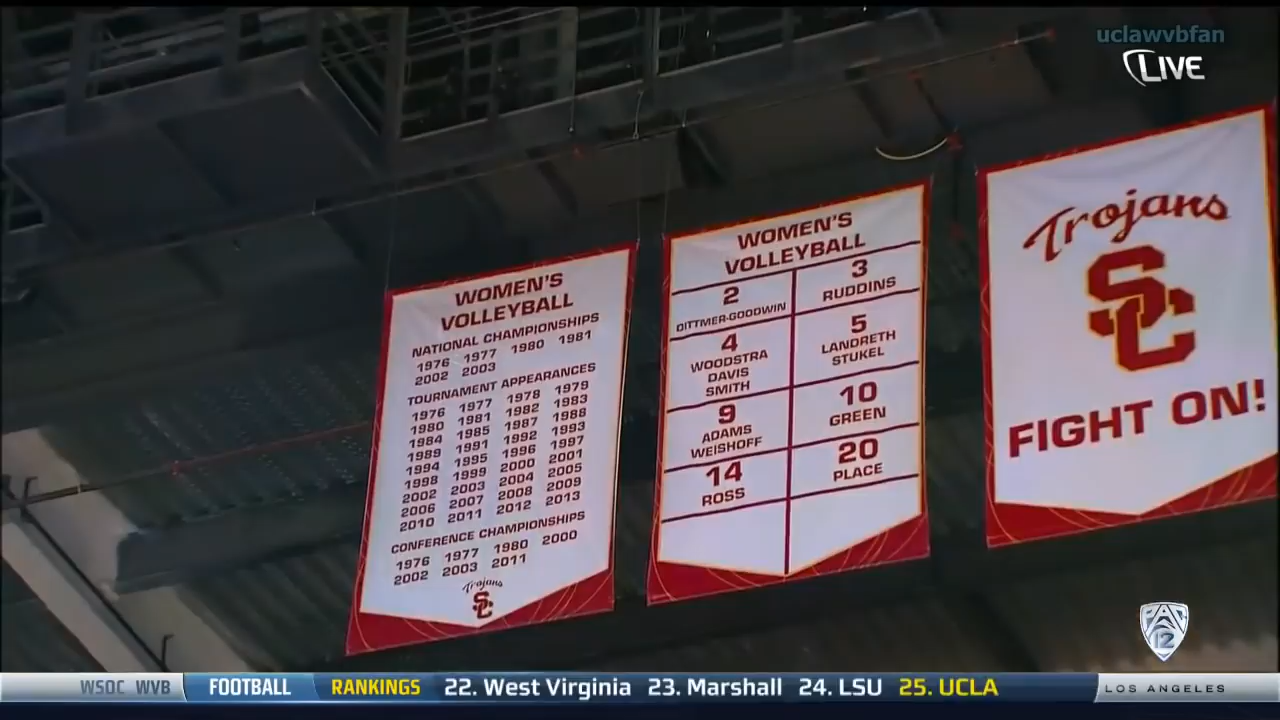 uclawvbfan
LIVE
WOMEN'S
VOLLEYBALL
NATIONAL CHAMPIONSHIPS
1976 1977 1980 1981
2002 2003
TOURNAMENT APPEARANCES
1976 1977 1978 1979
1980 1981 1982 1983
1984 1985 1987 1988
1989 1991 1992 1993
1994 1995 1996 1997
1998 1999 2000 2001
2002 2003 2004 2005
2006 2007 2008 2009
2010 2011 2012 2013
CONFERENCE CHAMPIONSHIPS
1976 1977 1980 2000
2002 2003 2011
Trojans
SC
WOMEN'S
VOLLEYBALL
2
DITTMER-GOODWIN
3
RUDDINS
4
WOODSTRA
DAVIS
SMITH
5
LANDRETH
STUKEL
9
ADAMS
WEISHOFF
10
GREEN
14
ROSS
20
PLACE
Trojans
SC
FIGHT ON!
PAC
12
WSOC WVB FOOTBALL RANKINGS 22. West Virginia 23. Marshall 24. LSU 25. UCLA LOS ANGELES